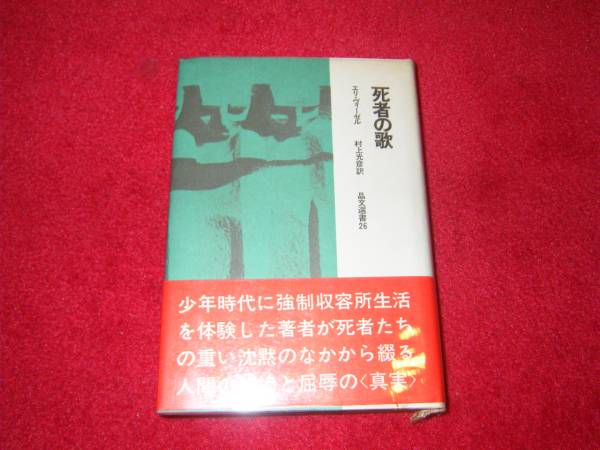 死者の歌
エリ・ヴィーゼル
村上光彦訳
晶文選書26
少年時代に強制収容所生活
を体験した著者が死者たち
の重い沈黙のなかから綴る
人間の と屈辱の〈真実〉